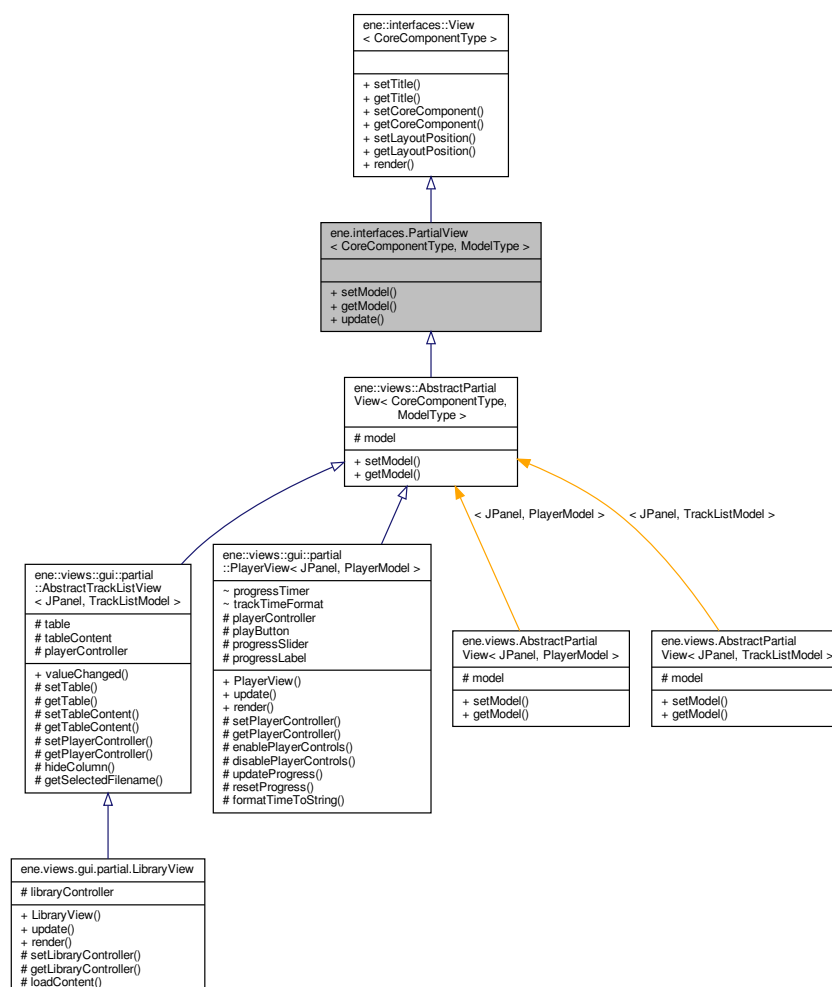 ene::interfaces::View
< CoreComponentType >
+ setTitle()
+ getTitle()
+ setCoreComponent()
+ getCoreComponent()
+ setLayoutPosition()
+ getLayoutPosition()
+ render()
ene.interfaces.PartialView
< CoreComponentType, ModelType >
+ setModel()
+ getModel()
+ update()
ene::views::AbstractPartial
View< CoreComponentType,
ModelType >
# model
+ setModel()
+ getModel()
< JPanel, PlayerModel >
< JPanel, TrackListModel >
ene::views::gui::partial
::AbstractTrackListView
< JPanel, TrackListModel >
# table
# tableContent
# playerController
+ valueChanged()
# setTable()
# getTable()
# setTableContent()
# getTableContent()
# setPlayerController()
# getPlayerController()
# hideColumn()
# getSelectedFilename()
ene::views::gui::partial
::PlayerView< JPanel, PlayerModel >
~ progressTimer
~ trackTimeFormat
# playerController
# playButton
# progressSlider
# progressLabel
+ PlayerView()
+ update()
+ render()
# setPlayerController()
# getPlayerController()
# enablePlayerControls()
# disablePlayerControls()
# updateProgress()
# resetProgress()
# formatTimeToString()
ene.views.AbstractPartial
View< JPanel, PlayerModel >
# model
+ setModel()
+ getModel()
ene.views.AbstractPartial
View< JPanel, TrackListModel >
# model
+ setModel()
+ getModel()
ene.views.gui.partial.LibraryView
# libraryController
+ LibraryView()
+ update()
+ render()
# setLibraryController()
# getLibraryController()
# loadContent()